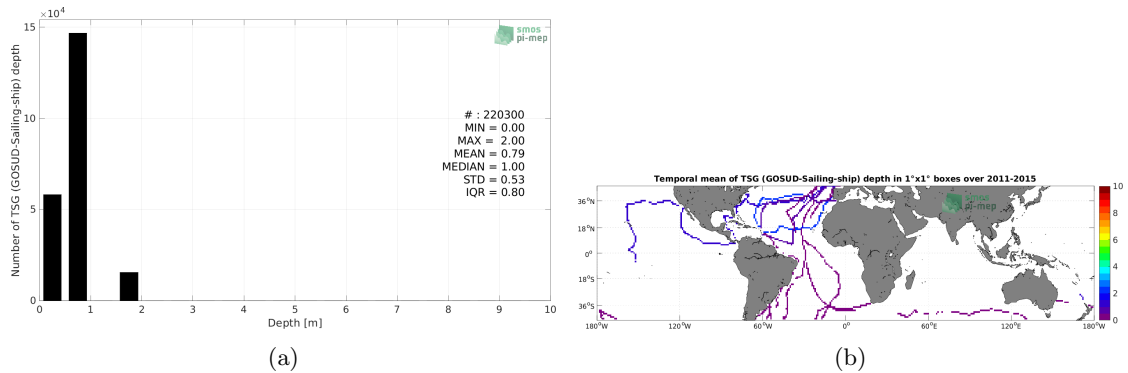 ×10⁴
15
10
5
0
Number of TSG (GOSUD-Sailing-ship) depth
smos
pi-mep
# : 220300
MIN = 0.00
MAX = 2.00
MEAN = 0.79
MEDIAN = 1.00
STD = 0.53
IQR = 0.80
0 1 2 3 4 5 6 7 8 9 10
Depth [m]
(a)
Temporal mean of TSG (GOSUD-Sailing-ship) depth in 1°x1° boxes over 2011-2015
smos
pi-mep
36°N
18°N
0°
18°S
36°S
180°W 120°W 60°W 0° 60°E 120°E 180°W
10
8
6
4
2
0
(b)